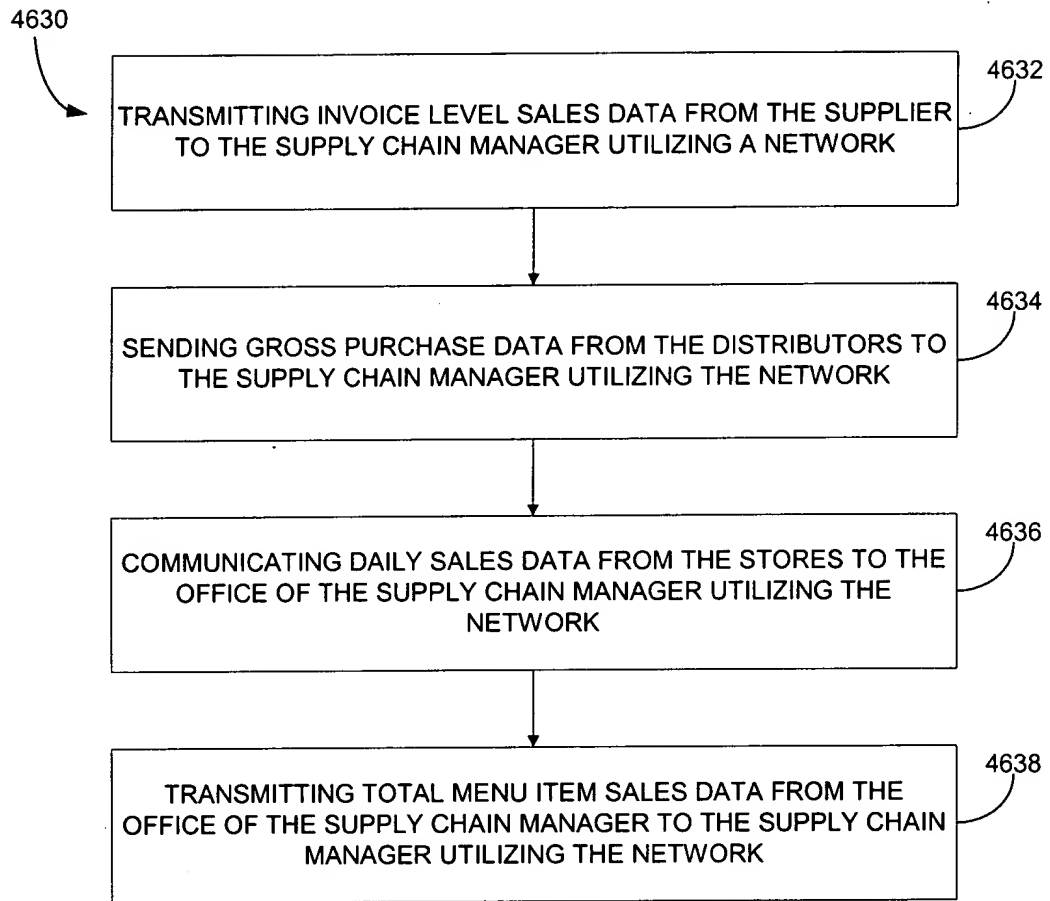 4630
4632
TRANSMITTING INVOICE LEVEL SALES DATA FROM THE SUPPLIER
TO THE SUPPLY CHAIN MANAGER UTILIZING A NETWORK
4634
SENDING GROSS PURCHASE DATA FROM THE DISTRIBUTORS TO
THE SUPPLY CHAIN MANAGER UTILIZING THE NETWORK
4636
COMMUNICATING DAILY SALES DATA FROM THE STORES TO THE
OFFICE OF THE SUPPLY CHAIN MANAGER UTILIZING THE
NETWORK
4638
TRANSMITTING TOTAL MENU ITEM SALES DATA FROM THE
OFFICE OF THE SUPPLY CHAIN MANAGER TO THE SUPPLY CHAIN
MANAGER UTILIZING THE NETWORK